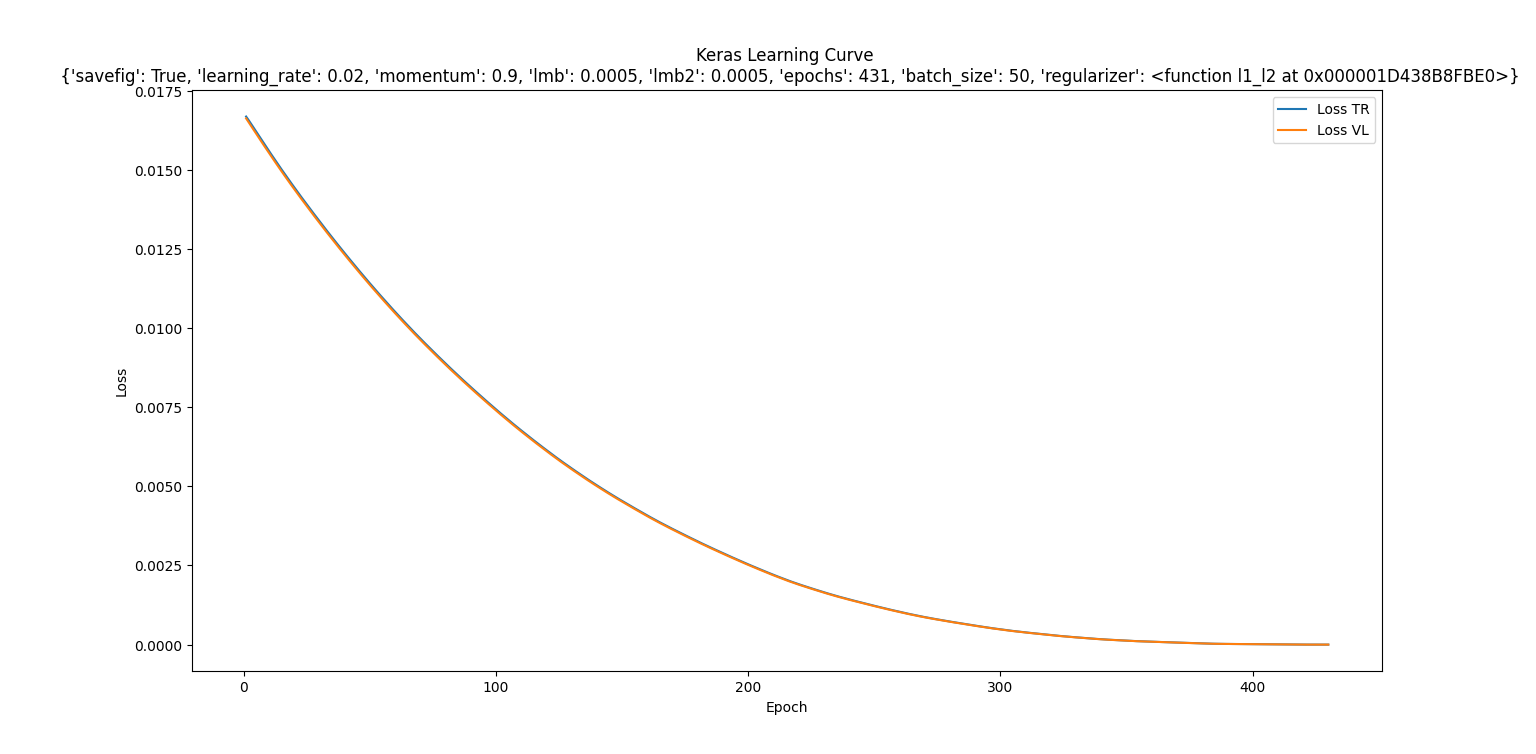 Keras Learning Curve
{'savefig': True, 'learning_rate': 0.02, 'momentum': 0.9, 'lmb': 0.0005, 'lmb2': 0.0005, 'epochs': 431, 'batch_size': 50, 'regularizer': <function l1_l2 at 0x000001D438B8FBE0>}
Loss TR
Loss VL
Loss
0.0175
0.0150
0.0125
0.0100
0.0075
0.0050
0.0025
0.0000
0
100
200
300
400
Epoch